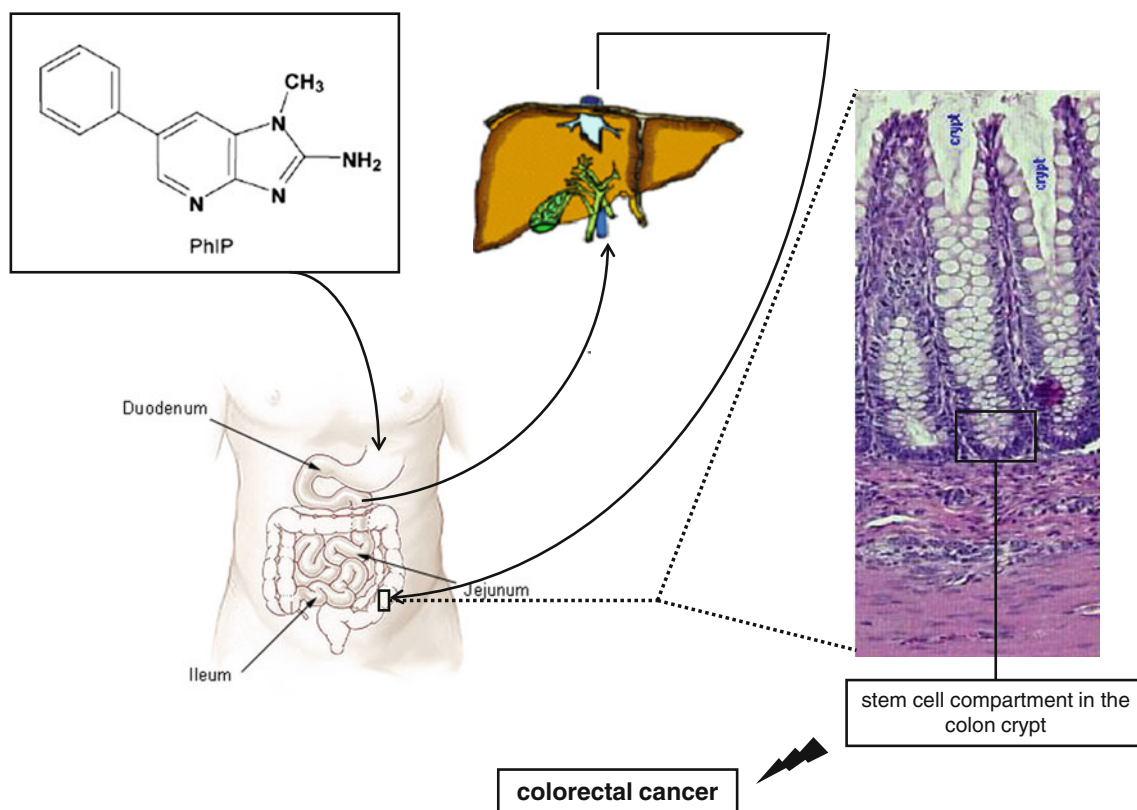 CH₃
N
NH₂
N
N
PhIP
crypt
crypt
Duodenum
Jejunum
Ileum
stem cell compartment in the
colon crypt
colorectal cancer